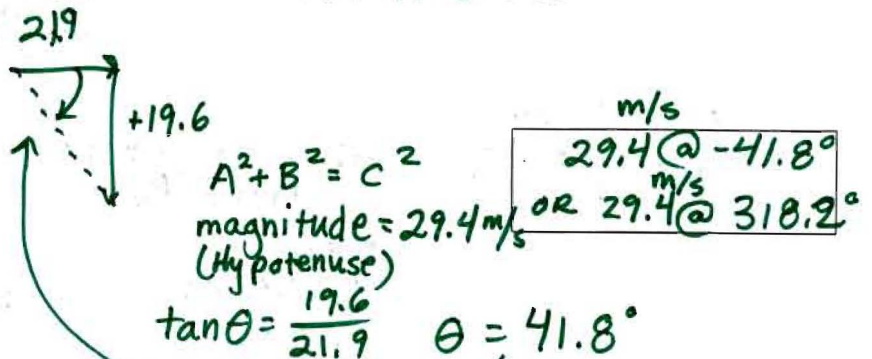 21.9
+19.6
A² + B² = C²
magnitude = 29.4 m/s
(Hypotenuse)
tanθ = 19.6/21.9 θ = 41.8°
m/s
29.4 @ -41.8°
m/s
OR 29.4 @ 318.2°